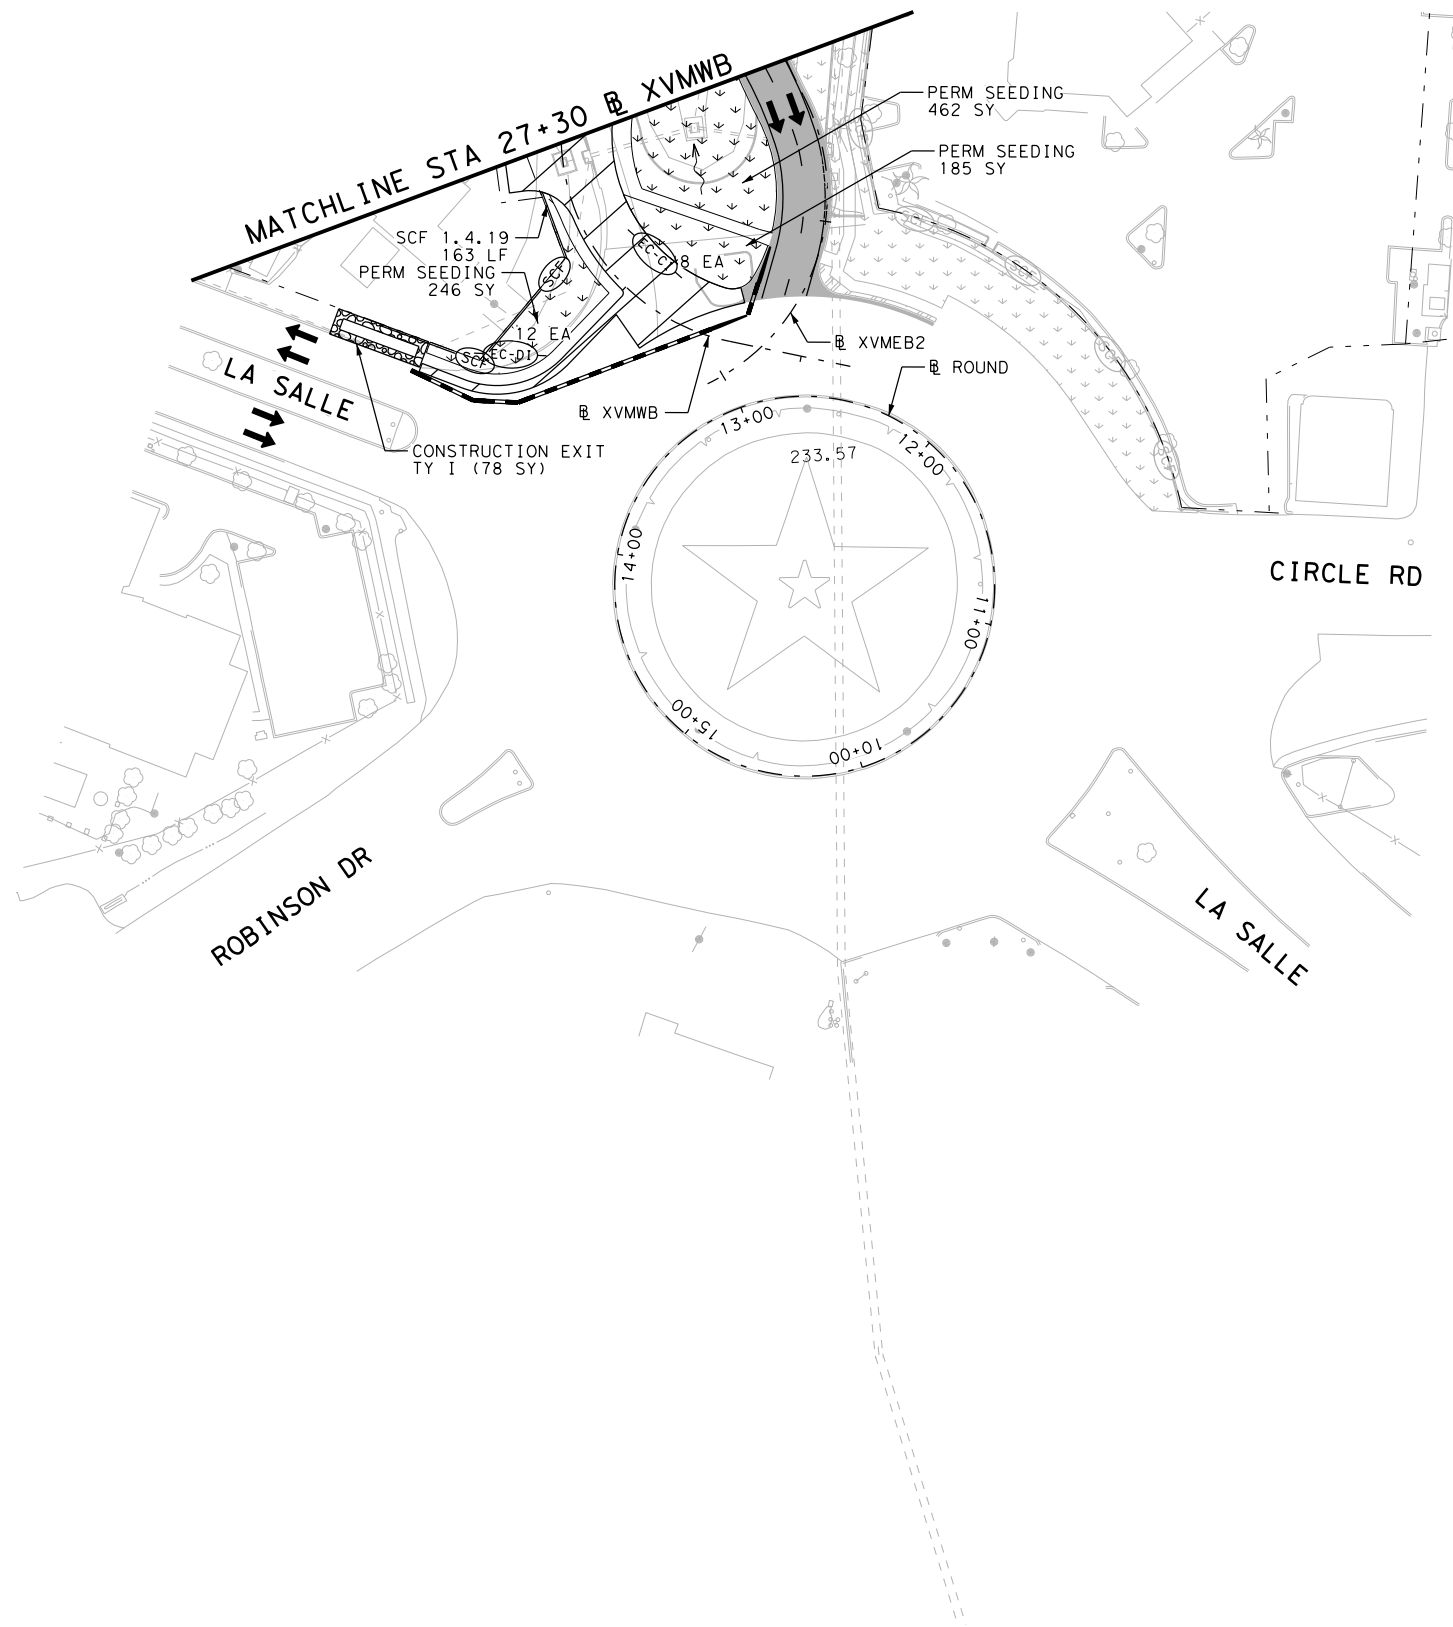 MATCHLINE STA 27+30 ℄ XVMWB
PERM SEEDING
462 SY
PERM SEEDING
185 SY
SCF 1.4.19
163 LF
PERM SEEDING
246 SY
SCF
8 EA
12 EA
SCF
EC-DI
SCF
SCF
SCF
LA SALLE
CONSTRUCTION EXIT
TY I (78 SY)
℄ XVMWB
℄ XVMEB2
℄ ROUND
13+00
12+00
233.57
14+00
11+00
15+00
10+00
CIRCLE RD
ROBINSON DR
LA SALLE